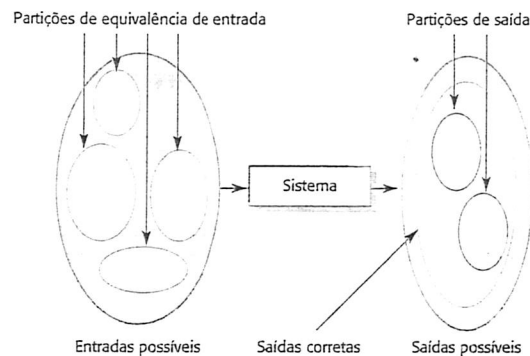 Partições de equivalência de entrada
Partições de saída
Sistema
Entradas possíveis
Saídas corretas
Saídas possíveis